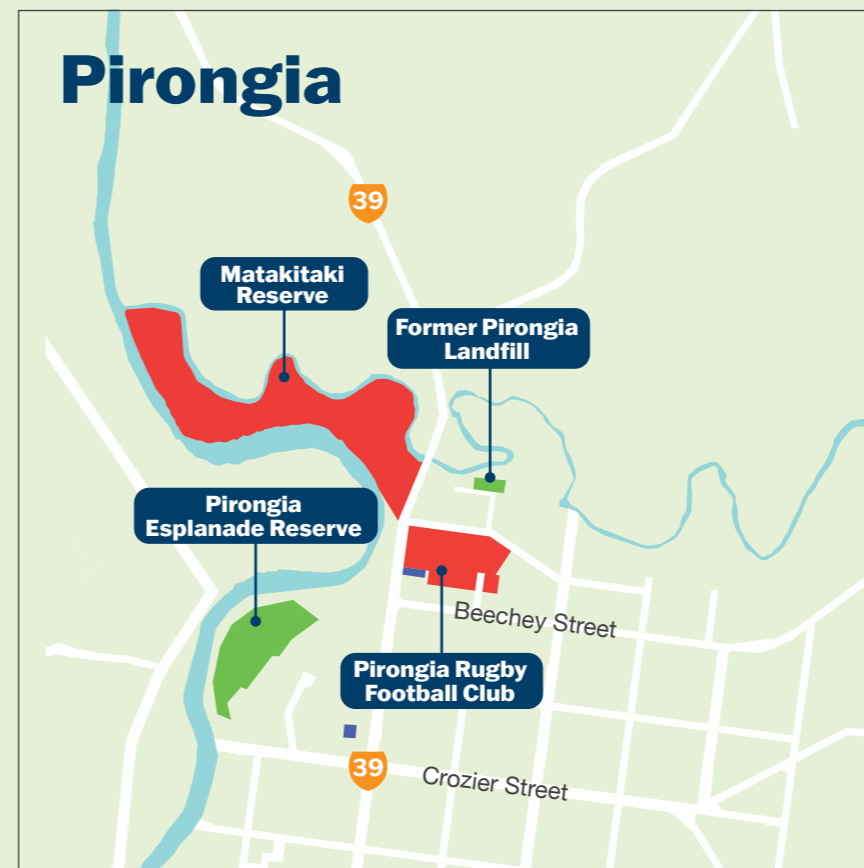 Pirongia
39
Matakitaki
Reserve
Former Pirongia
Landfill
Pirongia
Esplanade Reserve
Beechey Street
Pirongia Rugby
Football Club
39
Crozier Street